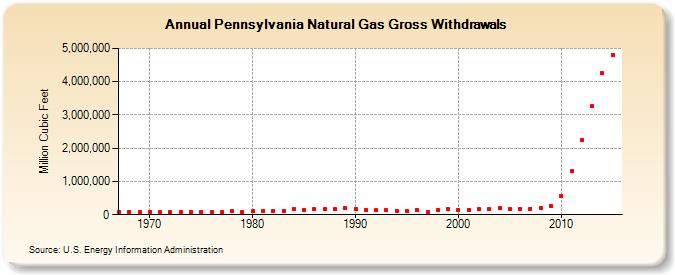 Annual Pennsylvania Natural Gas Gross Withdrawals
Million Cubic Feet
5,000,000
4,000,000
3,000,000
2,000,000
1,000,000
0
1970 1980 1990 2000 2010
Source: U.S. Energy Information Administration